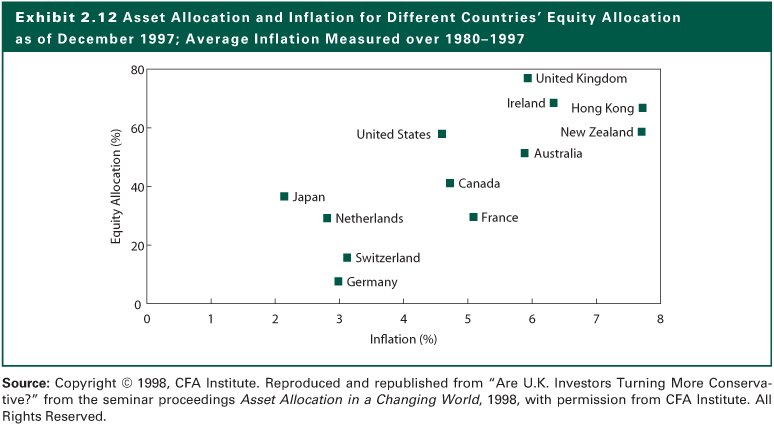 Exhibit 2.12 Asset Allocation and Inflation for Different Countries' Equity Allocation
as of December 1997; Average Inflation Measured over 1980–1997
Equity Allocation (%)
80
60
40
20
0
United Kingdom
Ireland
Hong Kong
United States
New Zealand
Australia
Canada
Japan
Netherlands
France
Switzerland
Germany
0 1 2 3 4 5 6 7 8
Inflation (%)
Source: Copyright © 1998, CFA Institute. Reproduced and republished from “Are U.K. Investors Turning More Conserva-
tive?” from the seminar proceedings Asset Allocation in a Changing World, 1998, with permission from CFA Institute. All
Rights Reserved.